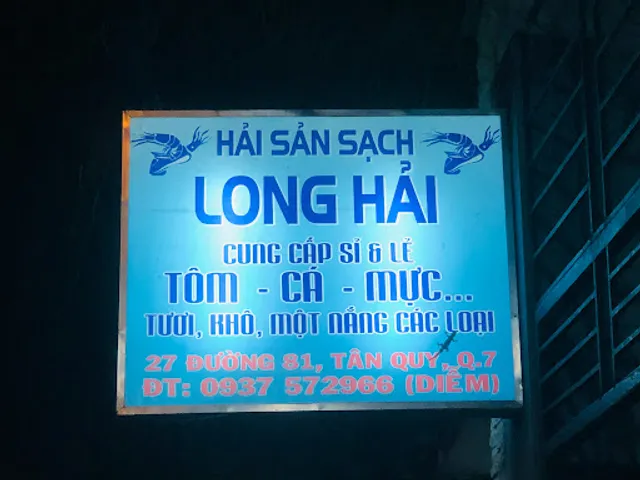 HẢI SẢN SẠCH
LONG HẢI
CUNG CẤP SỈ & LẺ
TÔM - CÁ - MỰC...
TƯƠI, KHÔ, MỘT NẮNG CÁC LOẠI
27 ĐƯỜNG 81, TÂN QUY, Q.7
ĐT: 0937 572966 (DIỄM)